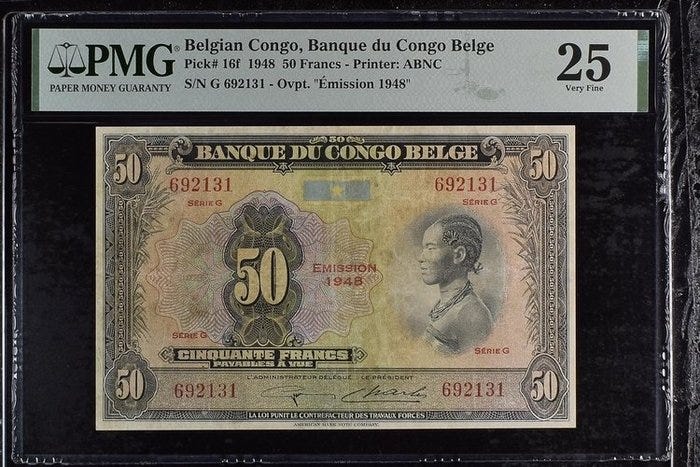 PMG
PAPER MONEY GUARANTY
Belgian Congo, Banque du Congo Belge
Pick# 16f 1948 50 Francs - Printer: ABNC
S/N G 692131 - Ovpt. "Émission 1948"
25
Very Fine
50
BANQUE DU CONGO BELGE
50 50
692131 692131
SÉRIE G SÉRIE G
50
EMISSION
1948
SÉRIE G SÉRIE G
CINQUANTE FRANCS
PAYABLES A VUE
L'ADMINISTRATEUR DÉLÉGUÉ LE PRÉSIDENT
50 692131 692131 50
LA LOI PUNIT LE CONTREFACTEUR DES TRAVAUX FORCÉS
AMERICAN BANK NOTE COMPANY.